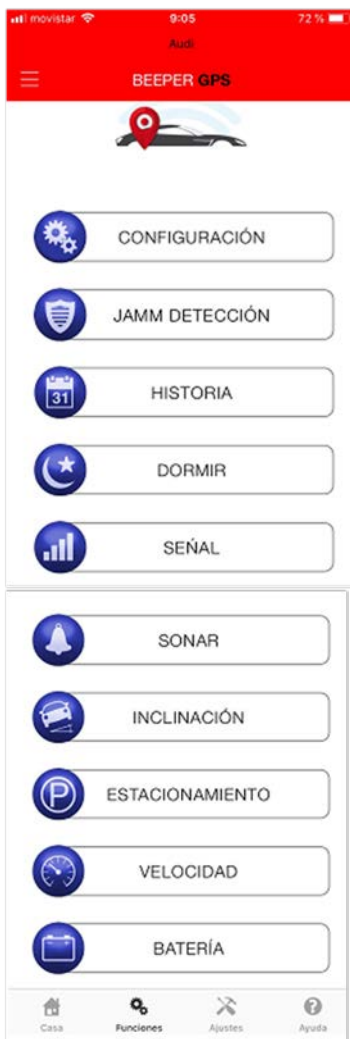 movistar 9:05 72 %
Audi
BEEPER GPS
CONFIGURACIÓN
JAMM DETECCIÓN
31
HISTORIA
DORMIR
SEŃAL
SONAR
INCLINACIÓN
P
ESTACIONAMIENTO
VELOCIDAD
BATERÍA
Casa Funciones Ajustes Ayuda